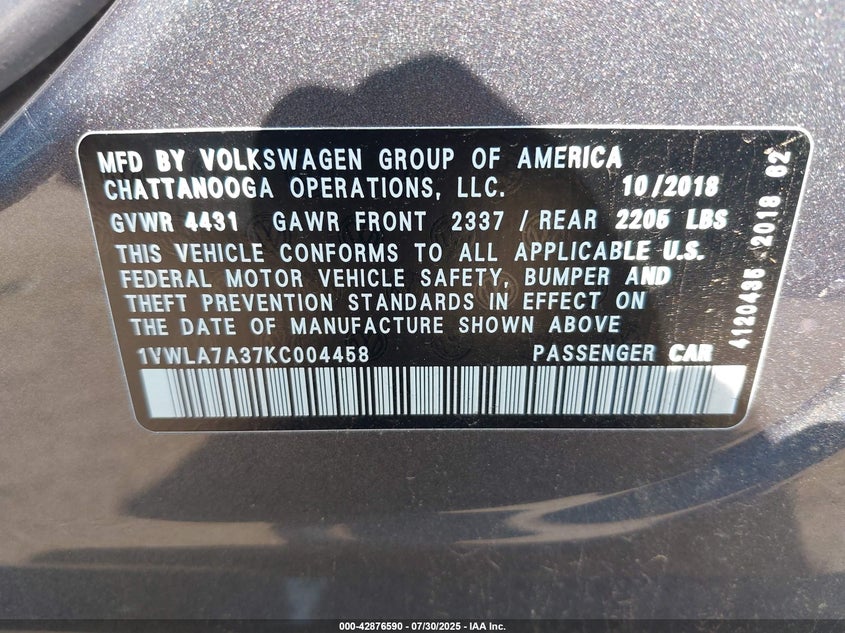 MFD BY VOLKSWAGEN GROUP OF AMERICA
CHATTANOOGA OPERATIONS, LLC. 10/2018
GVWR 4431 GAWR FRONT 2337 / REAR 2205 LBS
THIS VEHICLE CONFORMS TO ALL APPLICABLE U.S.
FEDERAL MOTOR VEHICLE SAFETY, BUMPER AND
THEFT PREVENTION STANDARDS IN EFFECT ON
THE DATE OF MANUFACTURE SHOWN ABOVE.
1VWLA7A37KC004458 PASSENGER CAR
4120435 2018 62
000-42876590 - 07/30/2025 - IAA Inc.